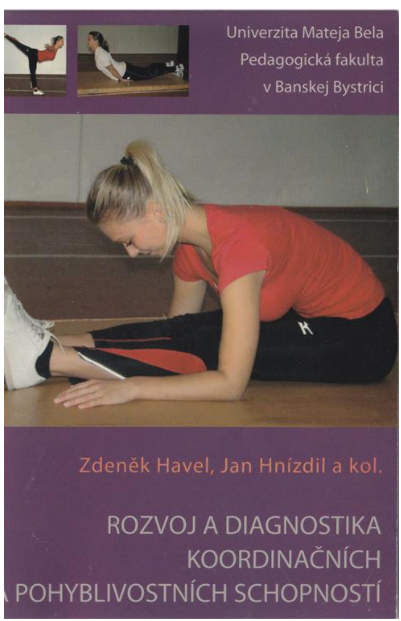 Univerzita Mateja Bela
Pedagogická fakulta
v Banskej Bystrici
Zdeněk Havel, Jan Hnízdil a kol.
ROZVOJ A DIAGNOSTIKA
KOORDINAČNÍCH
A POHYBLIVOSTNÍCH SCHOPNOSTÍ